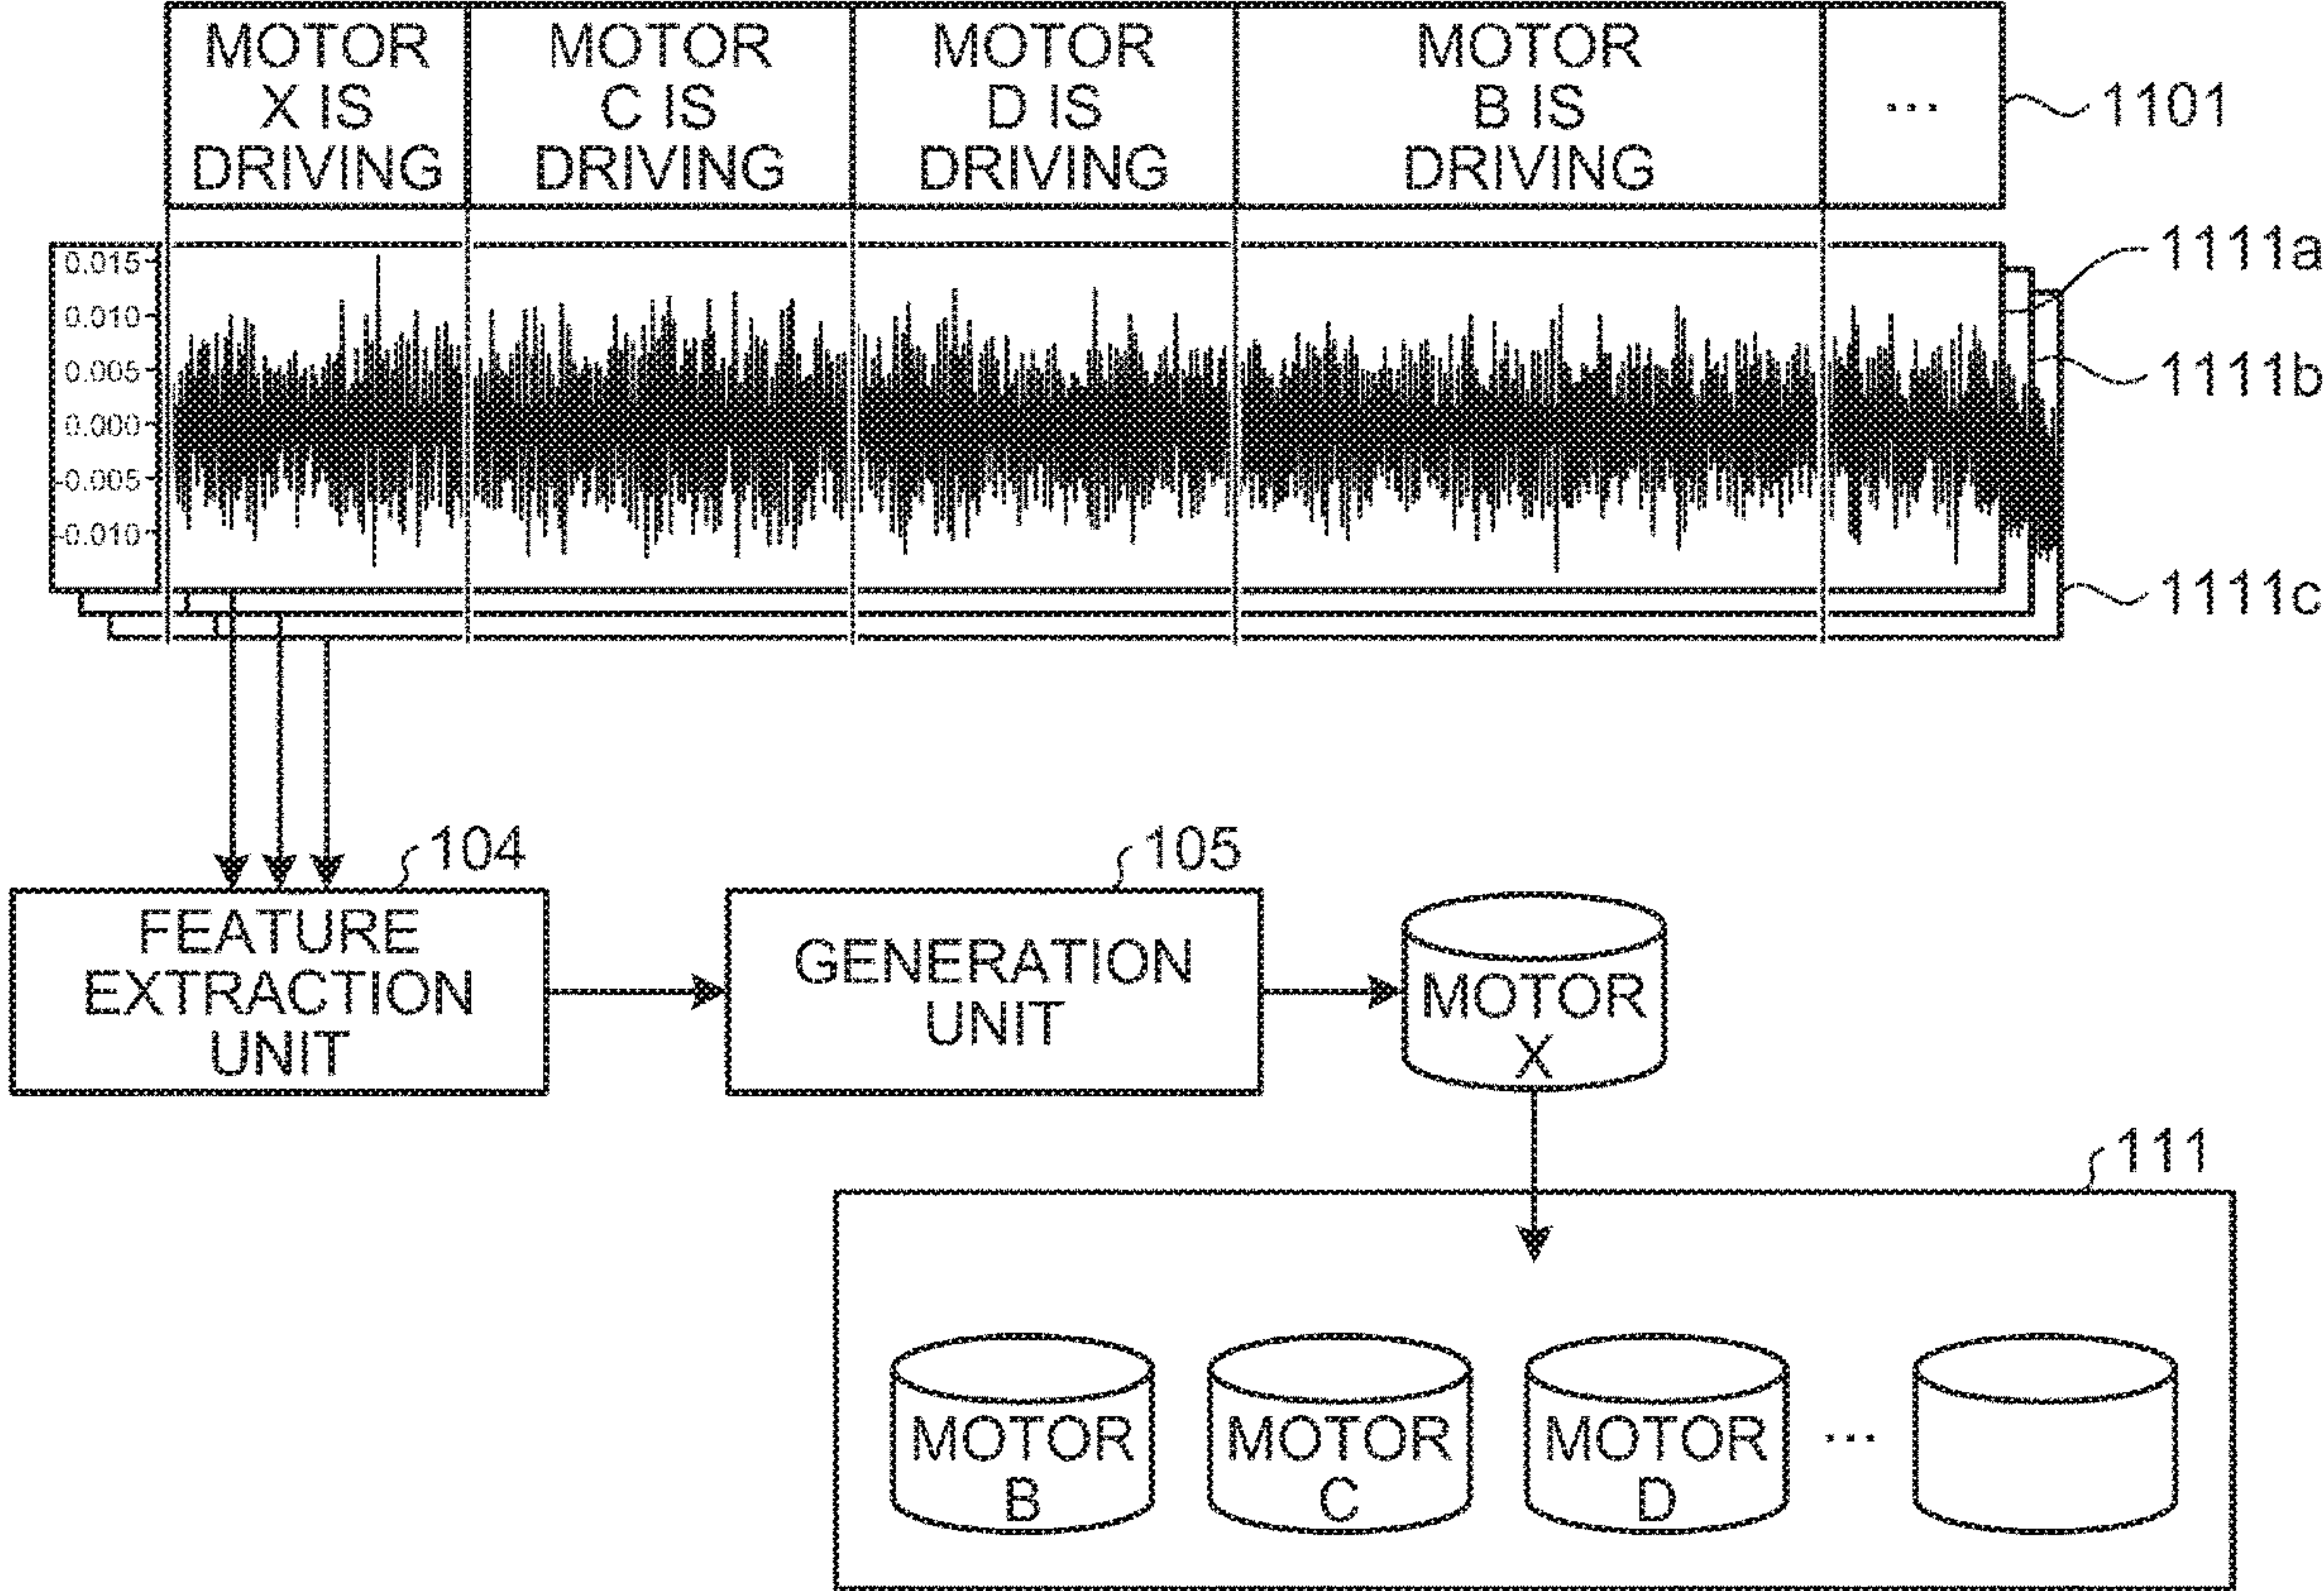 MOTOR
X IS
DRIVING
MOTOR
C IS
DRIVING
MOTOR
D IS
DRIVING
MOTOR
B IS
DRIVING
...
1101
0.015
0.010
0.005
0.000
-0.005
-0.010
1111a
1111b
1111c
104
FEATURE
EXTRACTION
UNIT
105
GENERATION
UNIT
MOTOR
X
111
MOTOR
B
MOTOR
C
MOTOR
D
...